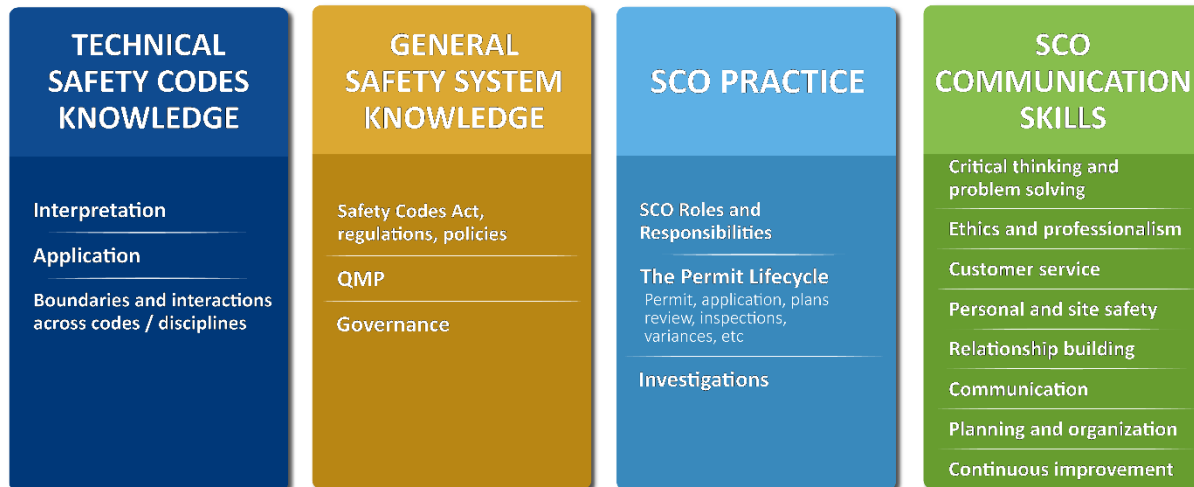 TECHNICAL
SAFETY CODES
KNOWLEDGE
Interpretation
Application
Boundaries and interactions
across codes / disciplines
GENERAL
SAFETY SYSTEM
KNOWLEDGE
Safety Codes Act,
regulations, policies
QMP
Governance
SCO PRACTICE
SCO Roles and
Responsibilities
The Permit Lifecycle
Permit, application, plans
review, inspections,
variances, etc
Investigations
SCO
COMMUNICATION
SKILLS
Critical thinking and
problem solving
Ethics and professionalism
Customer service
Personal and site safety
Relationship building
Communication
Planning and organization
Continuous improvement